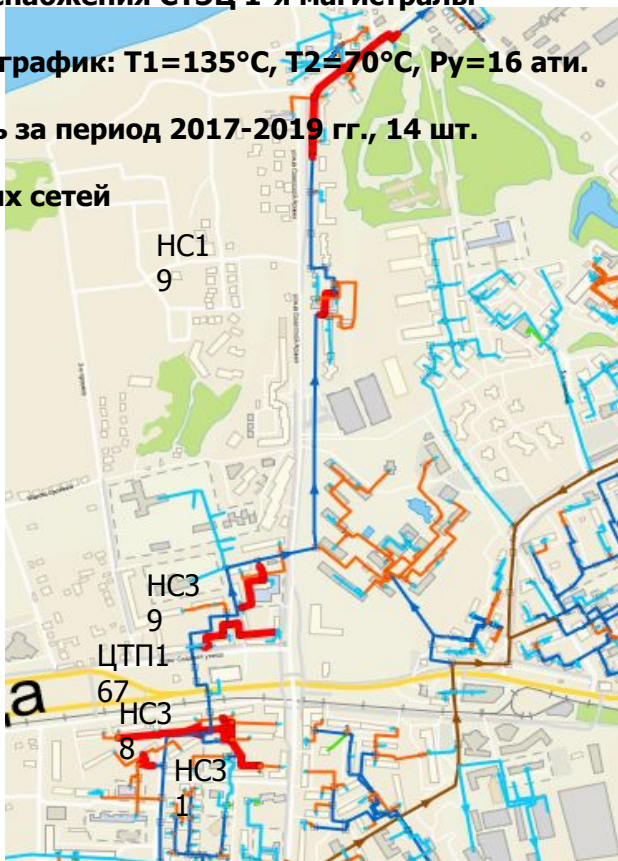 снабжения СТЭЦ 1-я магистраль
график: Т1=135°С, Т2=70°С, Ру=16 ати.
ь за период 2017-2019 гг., 14 шт.
х сетей
НС1
9
НС3
9
ЦТП1
67
да
НС3
8
НС3
1